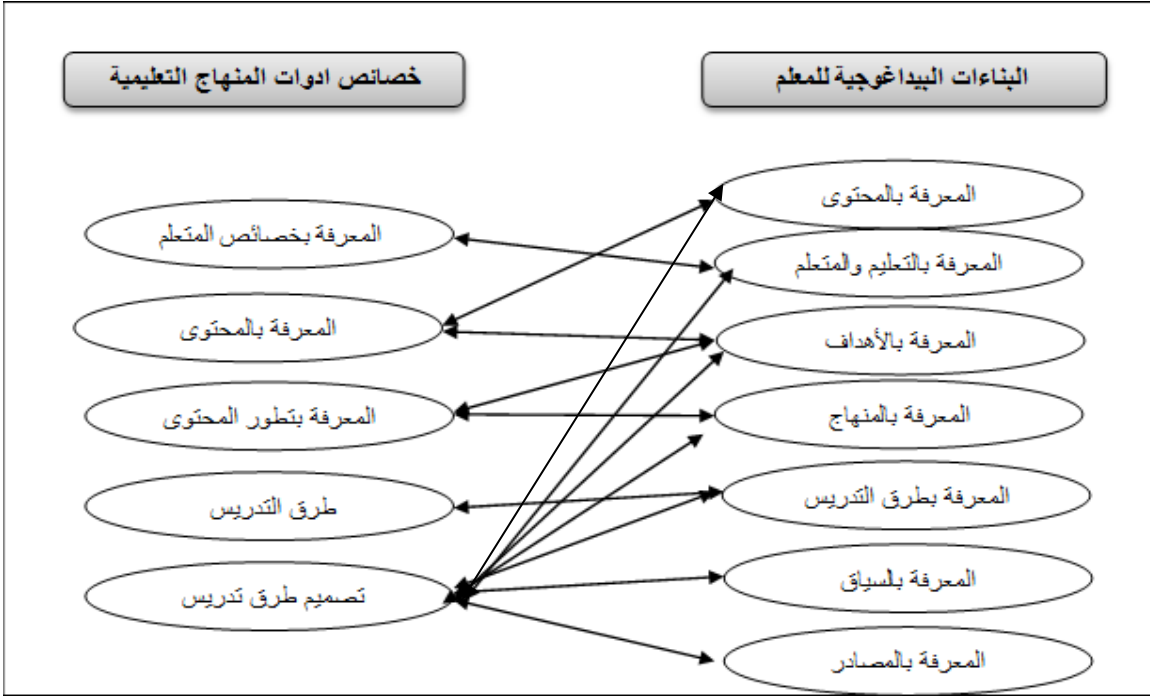 البناءات البيداغوجية للمعلم
خصائص ادوات المنهاج التعليمية
المعرفة بالمحتوى
المعرفة بالتعليم والمتعلم
المعرفة بالأهداف
المعرفة بالمنهاج
المعرفة بطرق التدريس
المعرفة بالسياق
المعرفة بالمصادر
المعرفة بخصائص المتعلم
المعرفة بالمحتوى
المعرفة بتطور المحتوى
طرق التدريس
تصميم طرق تدريس